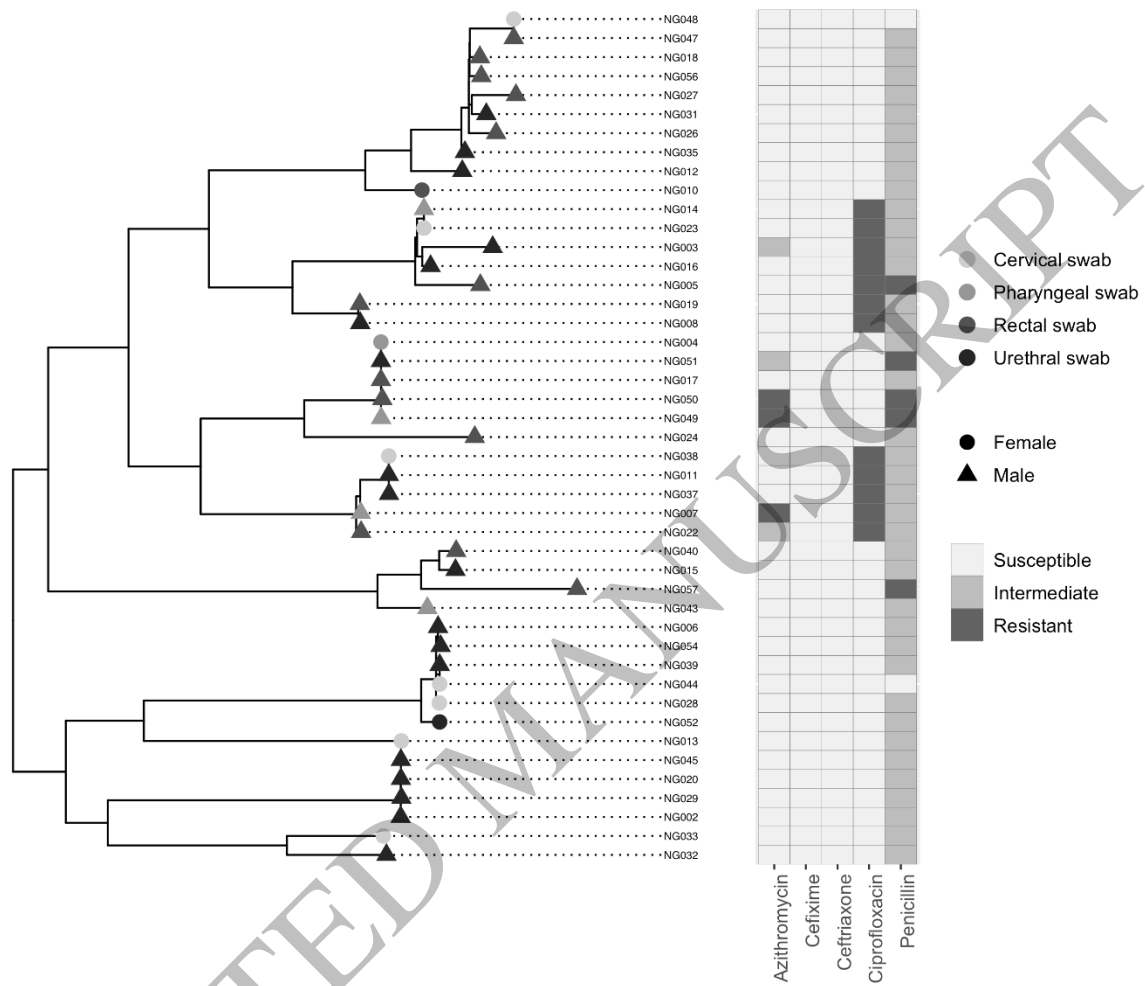 NG048
NG047
NG018
NG056
NG027
NG031
NG026
NG035
NG012
NG010
NG014
NG023
NG003
NG016
NG005
NG019
NG008
NG004
NG051
NG017
NG050
NG049
NG024
NG038
NG011
NG037
NG007
NG022
NG040
NG015
NG057
NG043
NG006
NG054
NG039
NG044
NG028
NG052
NG013
NG045
NG020
NG029
NG002
NG033
NG032
Azithromycin
Cefixime
Ceftriaxone
Ciprofloxacin
Penicillin
Cervical swab
Pharyngeal swab
Rectal swab
Urethral swab
Female
Male
Susceptible
Intermediate
Resistant
TED MANUSCRIPT